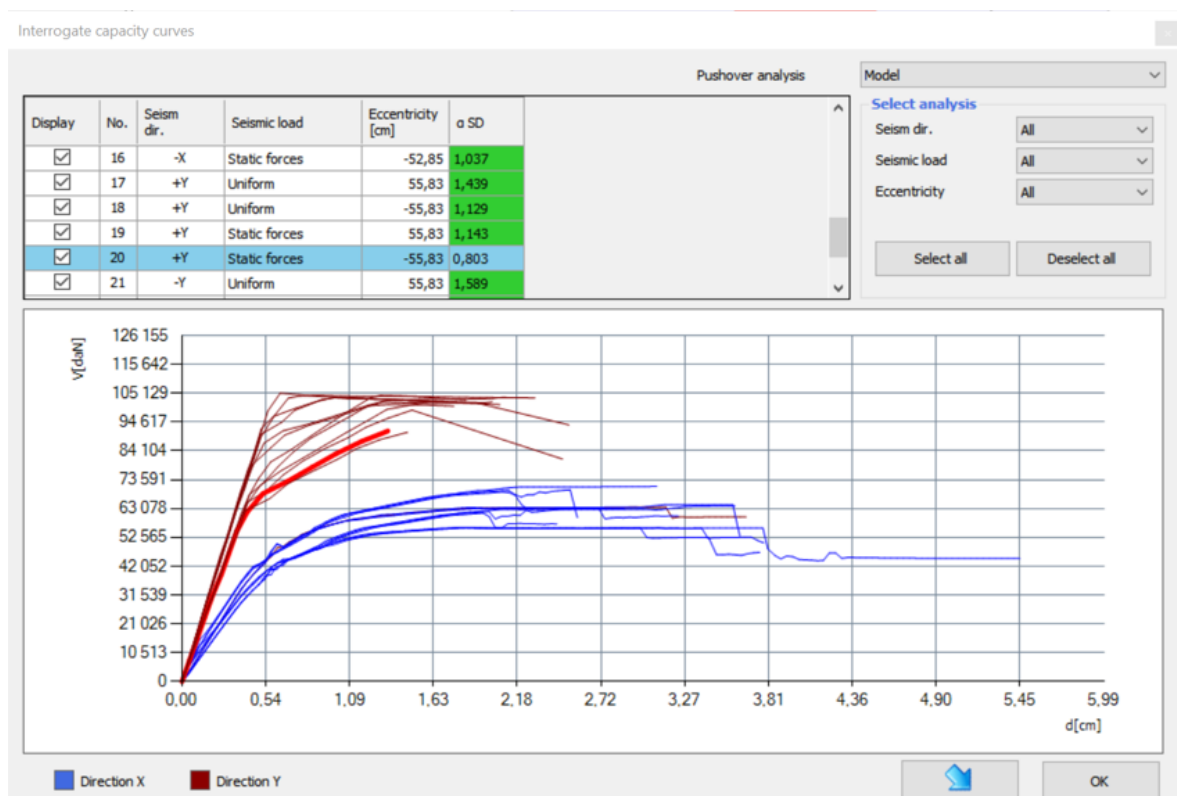 Interrogate capacity curves
Pushover analysis Model
Display No. Seism dir. Seismic load Eccentricity [cm] α SD
16 -X Static forces -52,85 1,037
17 +Y Uniform 55,83 1,439
18 +Y Uniform -55,83 1,129
19 +Y Static forces 55,83 1,143
20 +Y Static forces -55,83 0,803
21 -Y Uniform 55,83 1,589
Select analysis
Seism dir. All
Seismic load All
Eccentricity All
Select all Deselect all
V[daN]
126 155
115 642
105 129
94 617
84 104
73 591
63 078
52 565
42 052
31 539
21 026
10 513
0
0,00 0,54 1,09 1,63 2,18 2,72 3,27 3,81 4,36 4,90 5,45 5,99
d[cm]
Direction X Direction Y
OK